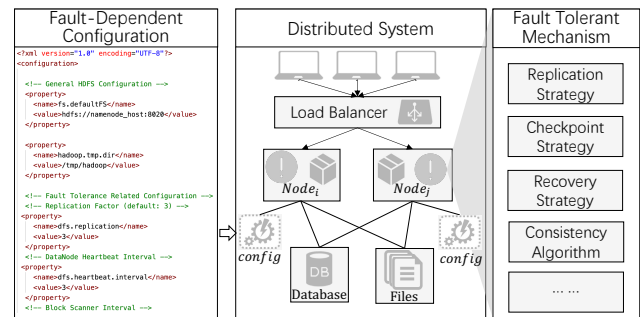 Fault-Dependent
Configuration
<?xml version="1.0" encoding="UTF-8"?>
<configuration>
<!-- General HDFS Configuration -->
<property>
<name>fs.defaultFS</name>
<value>hdfs://namenode_host:8020</value>
</property>
<property>
<name>hadoop.tmp.dir</name>
<value>/tmp/hadoop</value>
</property>
<!-- Fault Tolerance Related Configuration -->
<!-- Replication Factor (default: 3) -->
<property>
<name>dfs.replication</name>
<value>3</value>
</property>
<!-- DataNode Heartbeat Interval -->
<property>
<name>dfs.heartbeat.interval</name>
<value>3</value>
</property>
<!-- Block Scanner Interval -->
Distributed System
Load Balancer
Node_i
Node_j
config
config
DB
Database
Files
Fault Tolerant
Mechanism
Replication
Strategy
Checkpoint
Strategy
Recovery
Strategy
Consistency
Algorithm
... ...